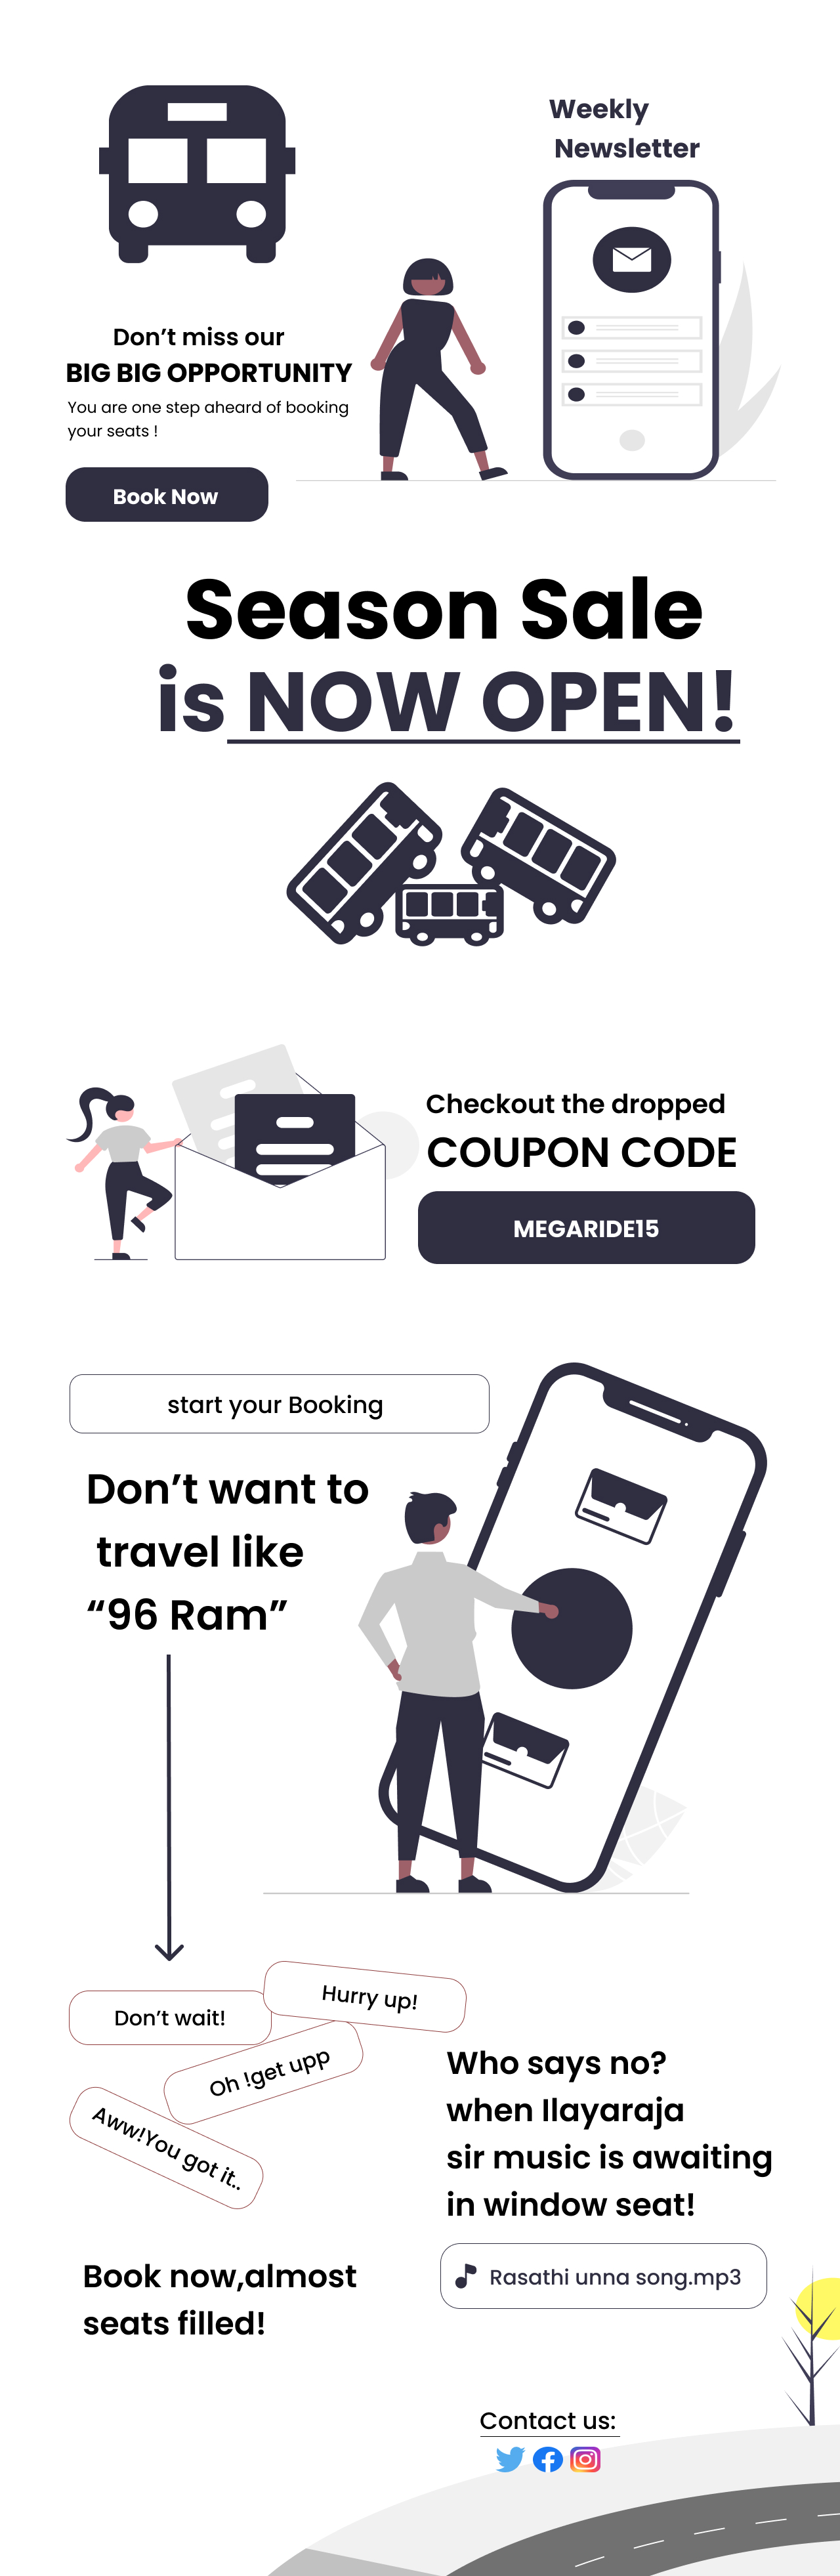 Weekly
Newsletter
Don't miss our
BIG BIG OPPORTUNITY
You are one step aheard of booking
your seats !
Book Now
Season Sale
is NOW OPEN!
Checkout the dropped
COUPON CODE
MEGARIDE15
start your Booking
Don't want to
travel like
“96 Ram”
Hurry up!
Don't wait!
Oh !get upp
Aww!You got it..
Who says no?
when Ilayaraja
sir music is awaiting
in window seat!
Rasathi unna song.mp3
Book now,almost
seats filled!
Contact us: